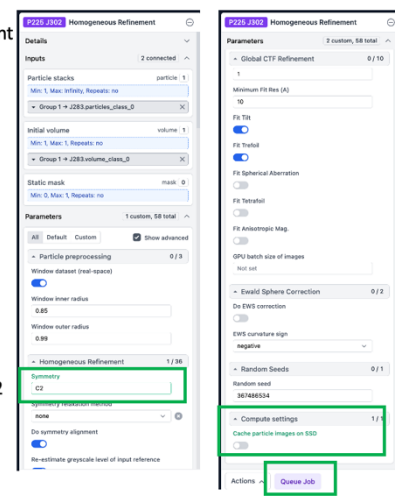 nt
P225 J302 Homogeneous Refinement
Details
Inputs 2 connected
Particle stacks particle 1
Min: 1, Max: Infinity, Repeats: no
Group 1 → J283.particles_class_0
Initial volume volume 1
Min: 1, Max: 1, Repeats: no
Group 1 → J283.volume_class_0
Static mask mask 0
Min: 0, Max: 1, Repeats: no
Parameters 1 custom, 58 total
All Default Custom Show advanced
Particle preprocessing 0 / 3
Window dataset (real-space)
Window inner radius
0.85
Window outer radius
0.99
Homogeneous Refinement 1 / 36
Symmetry
C2
2
Symmetry relaxation method
none
Do symmetry alignment
Re-estimate greyscale level of input reference
P225 J302 Homogeneous Refinement
Parameters 2 custom, 58 total
Global CTF Refinement 0 / 10
1
Minimum Fit Res (A)
10
Fit Tilt
Fit Trefoil
Fit Spherical Aberration
Fit Tetrafoil
Fit Anisotropic Mag.
GPU batch size of images
Not set
Ewald Sphere Correction 0 / 2
Do EWS correction
EWS curvature sign
negative
Random Seeds 0 / 1
Random seed
367486534
Compute settings 1 / 1
Cache particle images on SSD
Actions Queue Job